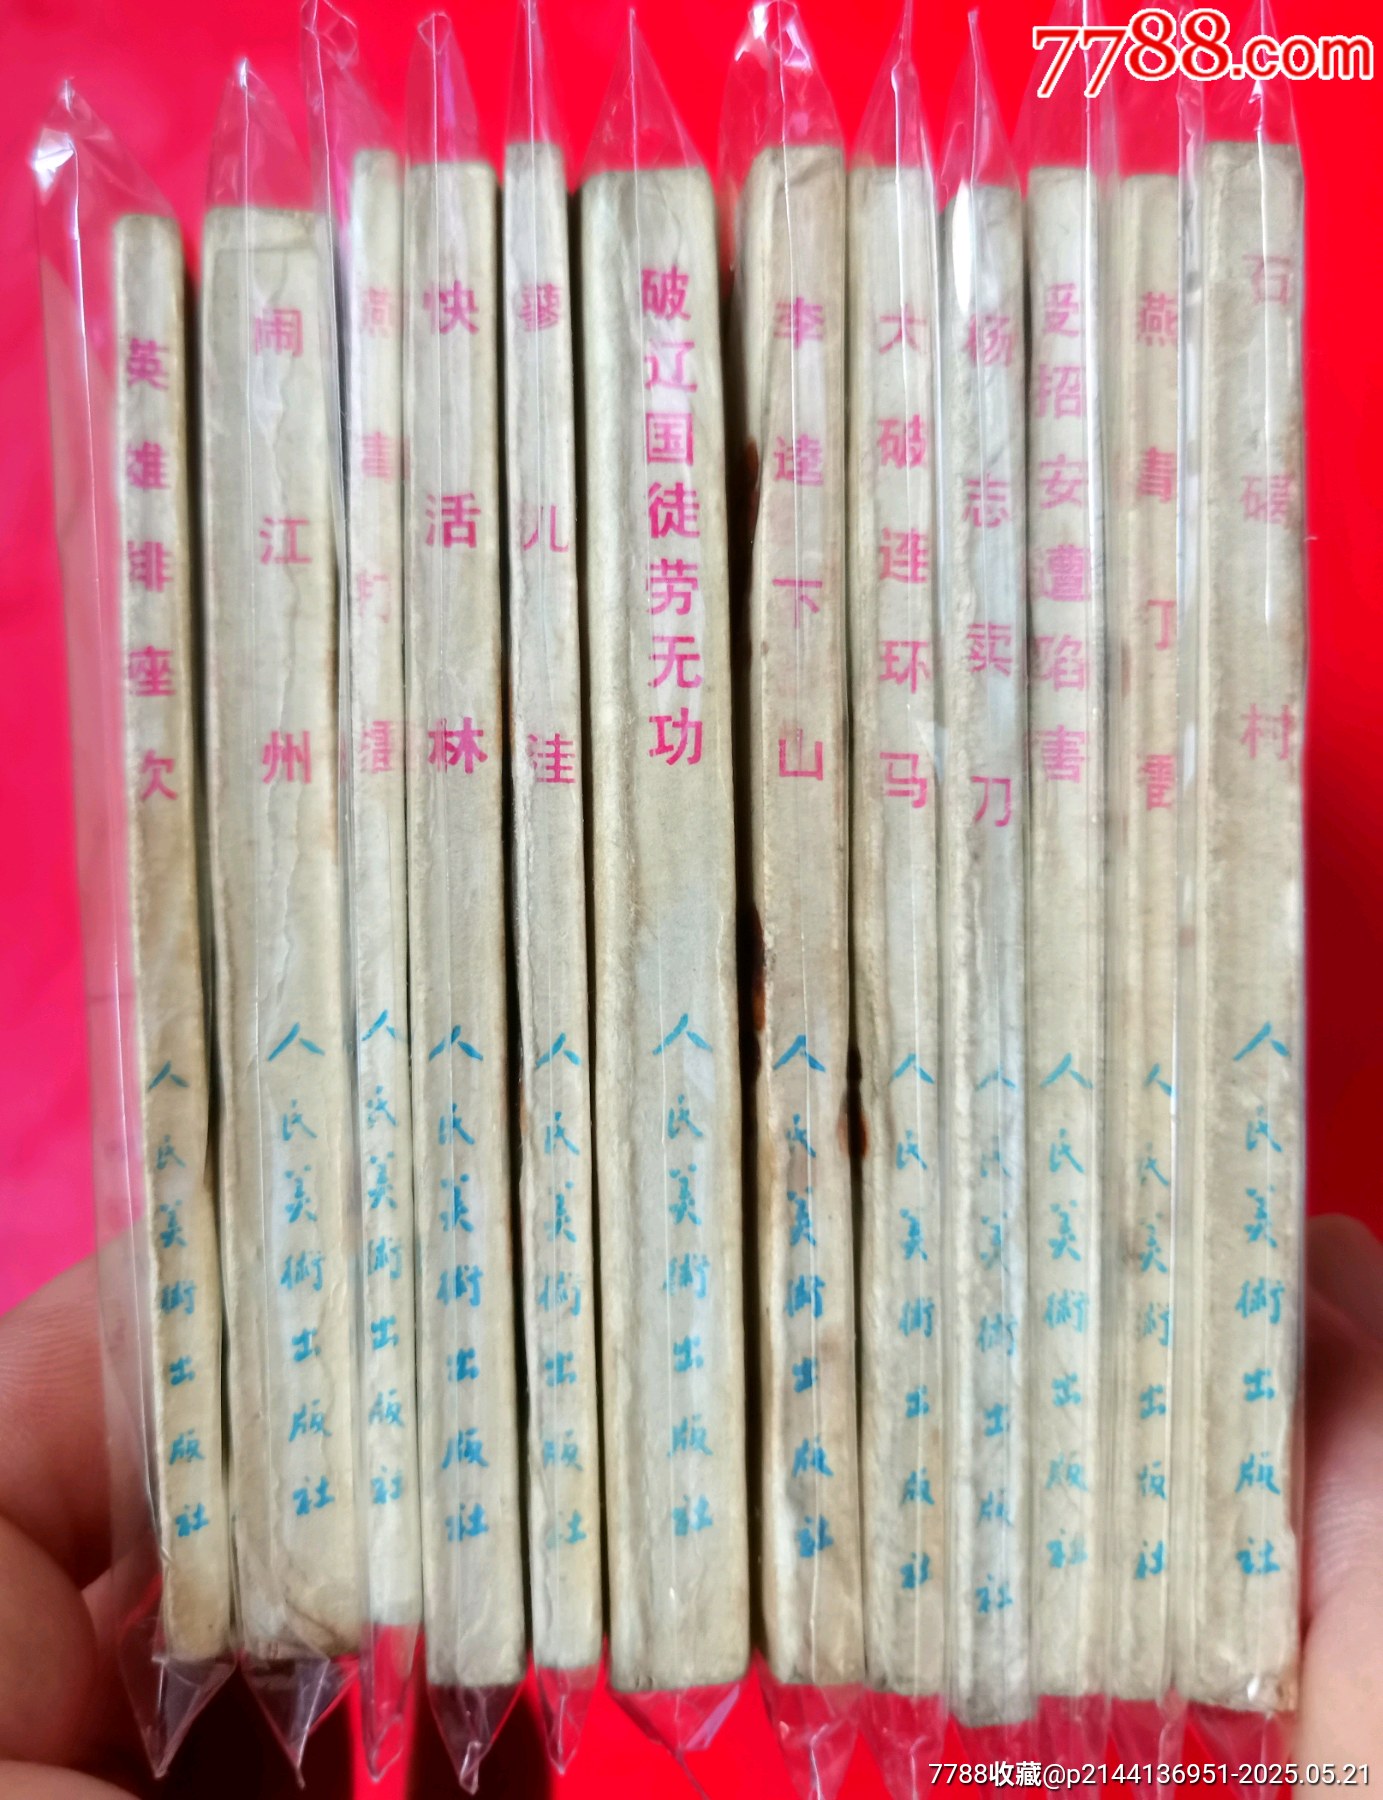 7788.com
英雄排座次
人民美術出版社
闹江州
人民美術出版社
燕青打擂
人民美術出版社
快活林
人民美術出版社
蓼儿洼
人民美術出版社
破辽国徒劳无功
人民美術出版社
李逵下山
人民美術出版社
大破连环马
人民美術出版社
杨志卖刀
人民美術出版社
受招安遭陷害
人民美術出版社
燕青
人民美術出版社
石碣村
人民美術出版社
7788收藏@p2144136951-2025.05.21